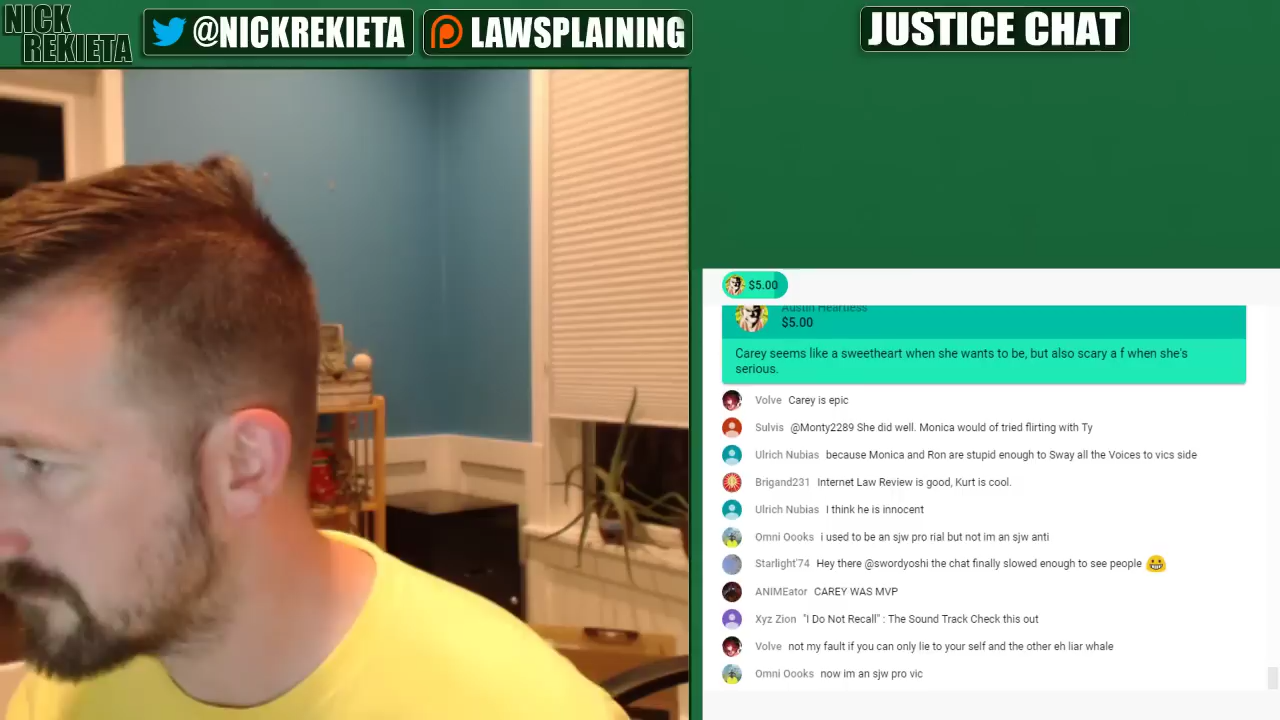 NICK
REKIETA
@NICKREKIETA
LAWSPLAINING
JUSTICE CHAT
$5.00
Austin Heartless
$5.00
Carey seems like a sweetheart when she wants to be, but also scary a f when she's
serious.
Volve Carey is epic
Sulvis @Monty2289 She did well. Monica would of tried flirting with Ty
Ulrich Nubias because Monica and Ron are stupid enough to Sway all the Voices to vics side
Brigand231 Internet Law Review is good, Kurt is cool.
Ulrich Nubias I think he is innocent
Omni Oooks i used to be an sjw pro rial but not im an sjw anti
Starlight'74 Hey there @swordyoshi the chat finally slowed enough to see people
ANIMEator CAREY WAS MVP
Xyz Zion "I Do Not Recall" : The Sound Track Check this out
Volve not my fault if you can only lie to your self and the other eh liar whale
Omni Oooks now im an sjw pro vic